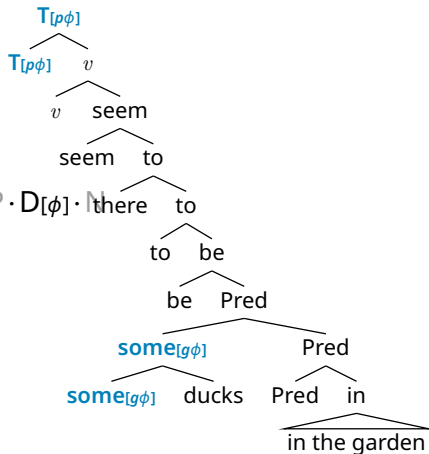 T[pϕ]
T[pϕ] v
v seem
seem to
· D[ϕ] · there to
to be
be Pred
some[gϕ] Pred
some[gϕ] ducks Pred in
in the garden